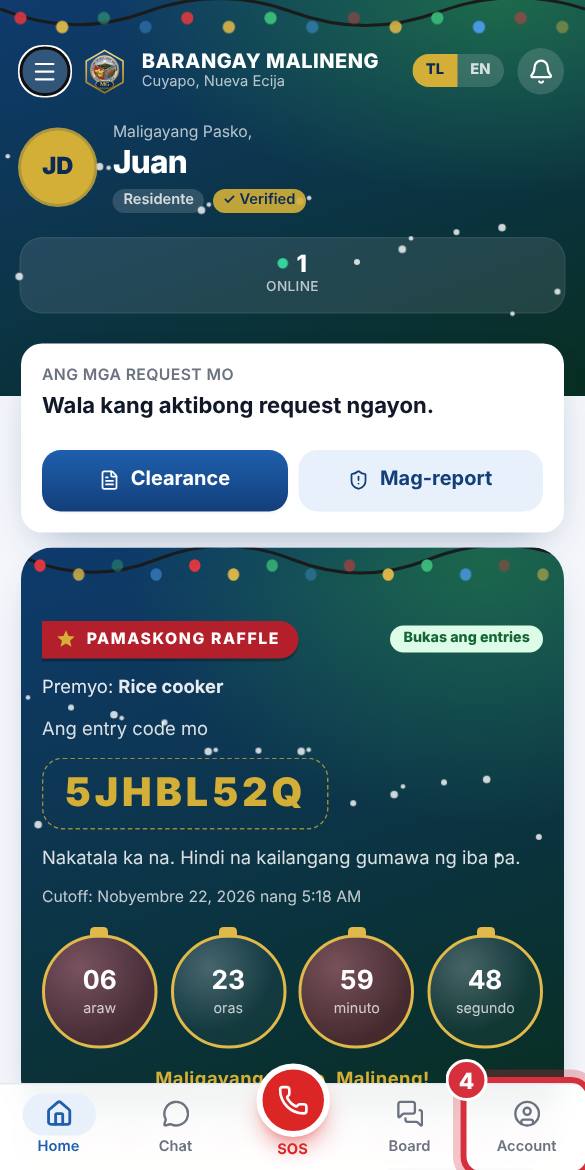 BARANGAY MALINENG
Cuyapo, Nueva Ecija
TL EN
Maligayang Pasko,
JD
Juan
Residente ✓ Verified
1
ONLINE
ANG MGA REQUEST MO
Wala kang aktibong request ngayon.
Clearance
Mag-report
PAMASKONG RAFFLE
Bukas ang entries
Premyo: Rice cooker
Ang entry code mo
5JHBL52Q
Nakatala ka na. Hindi na kailangang gumawa ng iba pa.
Cutoff: Nobyembre 22, 2026 nang 5:18 AM
06 23 59 48
araw oras minuto segundo
Maligayang Malineng!
4
Home Chat SOS Board Account